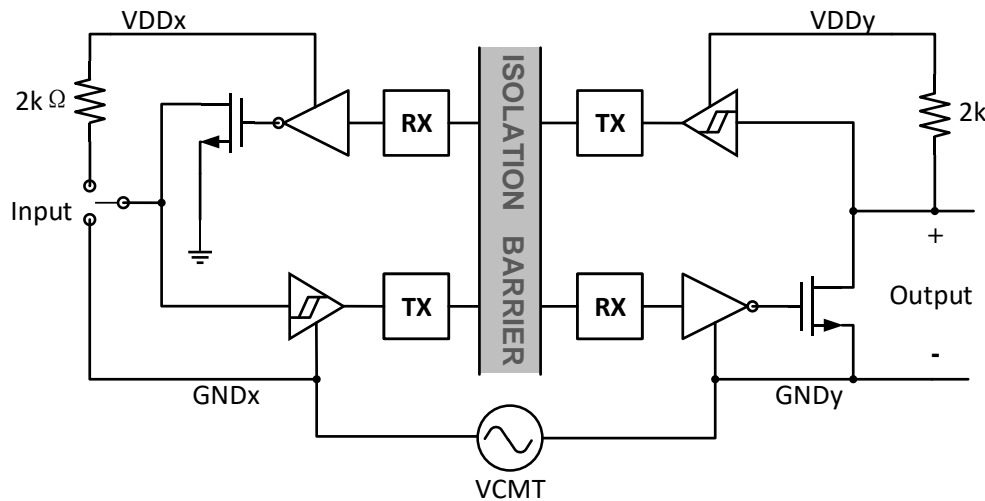 VDDx
VDDy
2k Ω
RX
TX
2k
ISOLATION BARRIER
Input
+
TX
RX
Output
-
GNDx
GNDy
VCMT